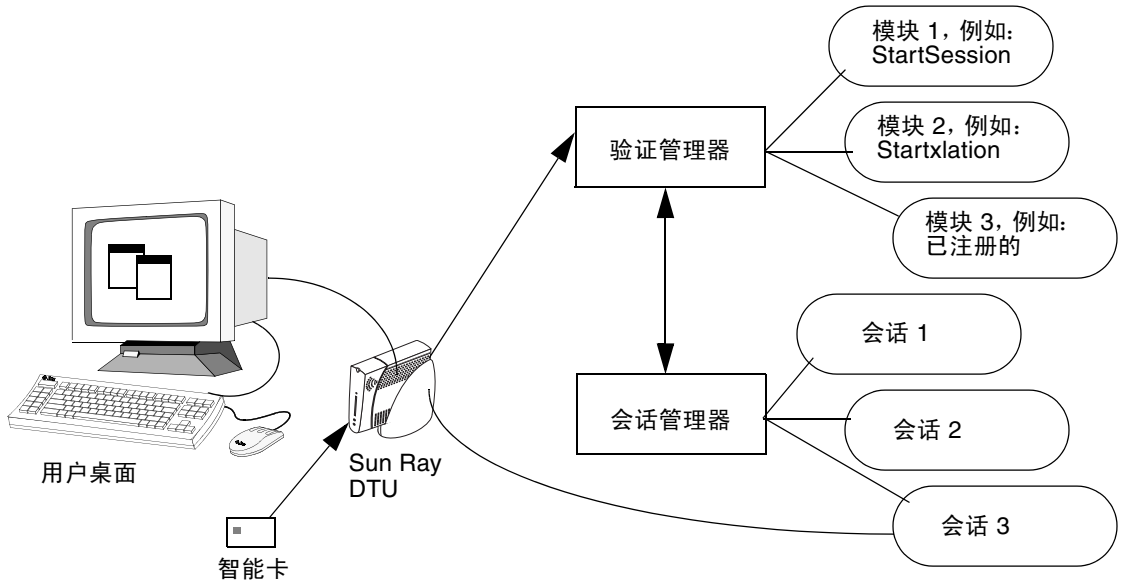 模块 1，例如：
StartSession
模块 2，例如：
Startxlation
模块 3，例如：
已注册的
验证管理器
会话管理器
会话 1
会话 2
会话 3
用户桌面
Sun Ray
DTU
智能卡